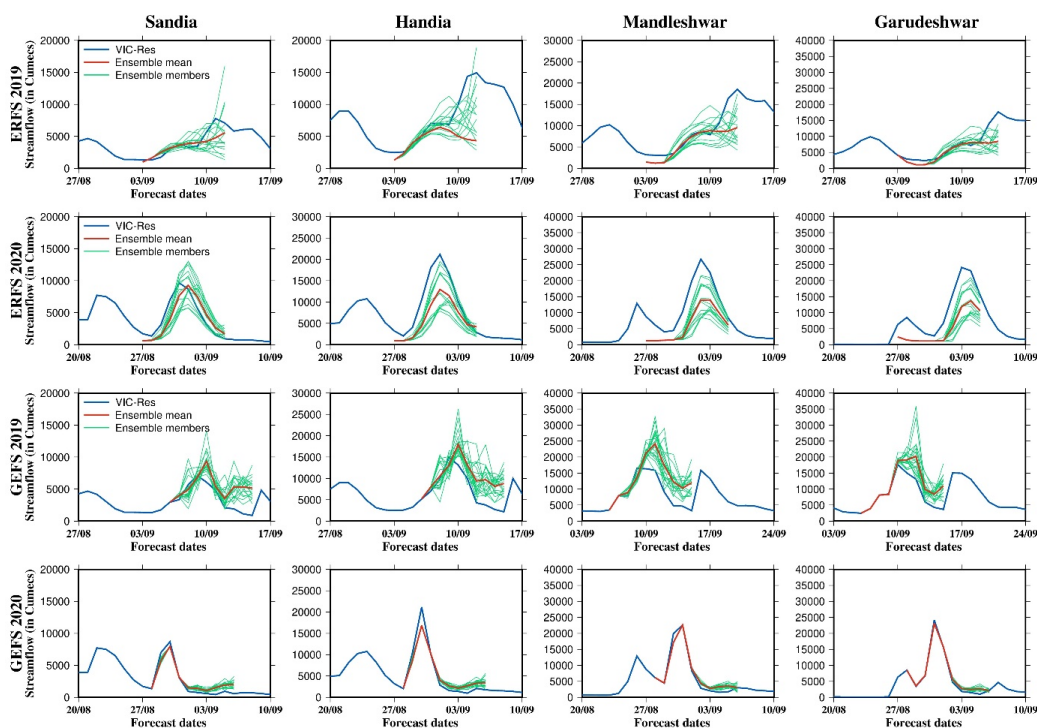 Sandia Handia Mandleshwar Garudeshwar
ERFS 2019
Streamflow (in Cumecs)
20000 20000 30000 40000
15000 15000 25000 35000
10000 10000 20000 30000
5000 5000 15000 25000
0 0 10000 20000
5000 15000
0 10000
5000
0
VIC-Res
Ensemble mean
Ensemble members
27/08 03/09 10/09 17/09 27/08 03/09 10/09 17/09 27/08 03/09 10/09 17/09 27/08 03/09 10/09 17/09
Forecast dates Forecast dates Forecast dates Forecast dates
ERFS 2020
Streamflow (in Cumecs)
20000 30000 40000 40000
15000 25000 35000 35000
10000 20000 30000 30000
5000 15000 25000 25000
0 10000 20000 20000
5000 15000 15000
0 10000 10000
5000 5000
0 0
VIC-Res
Ensemble mean
Ensemble members
20/08 27/08 03/09 10/09 20/08 27/08 03/09 10/09 20/08 27/08 03/09 10/09 20/08 27/08 03/09 10/09
Forecast dates Forecast dates Forecast dates Forecast dates
GEFS 2019
Streamflow (in Cumecs)
20000 30000 40000 40000
15000 25000 35000 35000
10000 20000 30000 30000
5000 15000 25000 25000
0 10000 20000 20000
5000 15000 15000
0 10000 10000
5000 5000
0 0
VIC-Res
Ensemble mean
Ensemble members
27/08 03/09 10/09 17/09 27/08 03/09 10/09 17/09 03/09 10/09 17/09 24/09 03/09 10/09 17/09 24/09
Forecast dates Forecast dates Forecast dates Forecast dates
GEFS 2020
Streamflow (in Cumecs)
20000 30000 40000 40000
15000 25000 35000 35000
10000 20000 30000 30000
5000 15000 25000 25000
0 10000 20000 20000
5000 15000 15000
0 10000 10000
5000 5000
0 0
20/08 27/08 03/09 10/09 20/08 27/08 03/09 10/09 20/08 27/08 03/09 10/09 20/08 27/08 03/09 10/09
Forecast dates Forecast dates Forecast dates Forecast dates